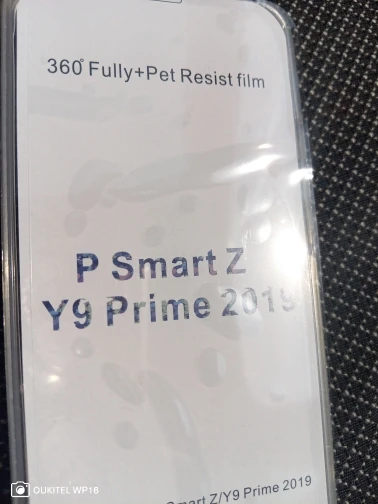 360° Fully+Pet Resist film
P Smart Z
Y9 Prime 2019
Smart Z/Y9 Prime 2019
OUKITEL WP16